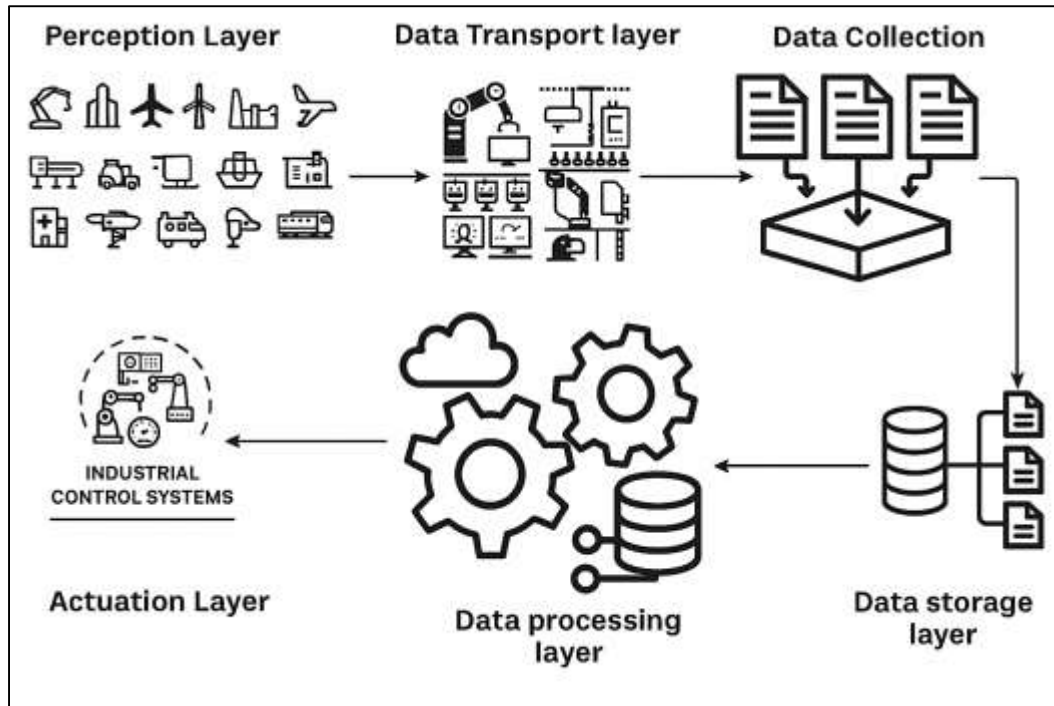 Perception Layer
Data Transport layer
Data Collection
INDUSTRIAL
CONTROL SYSTEMS
Actuation Layer
Data processing
layer
Data storage
layer